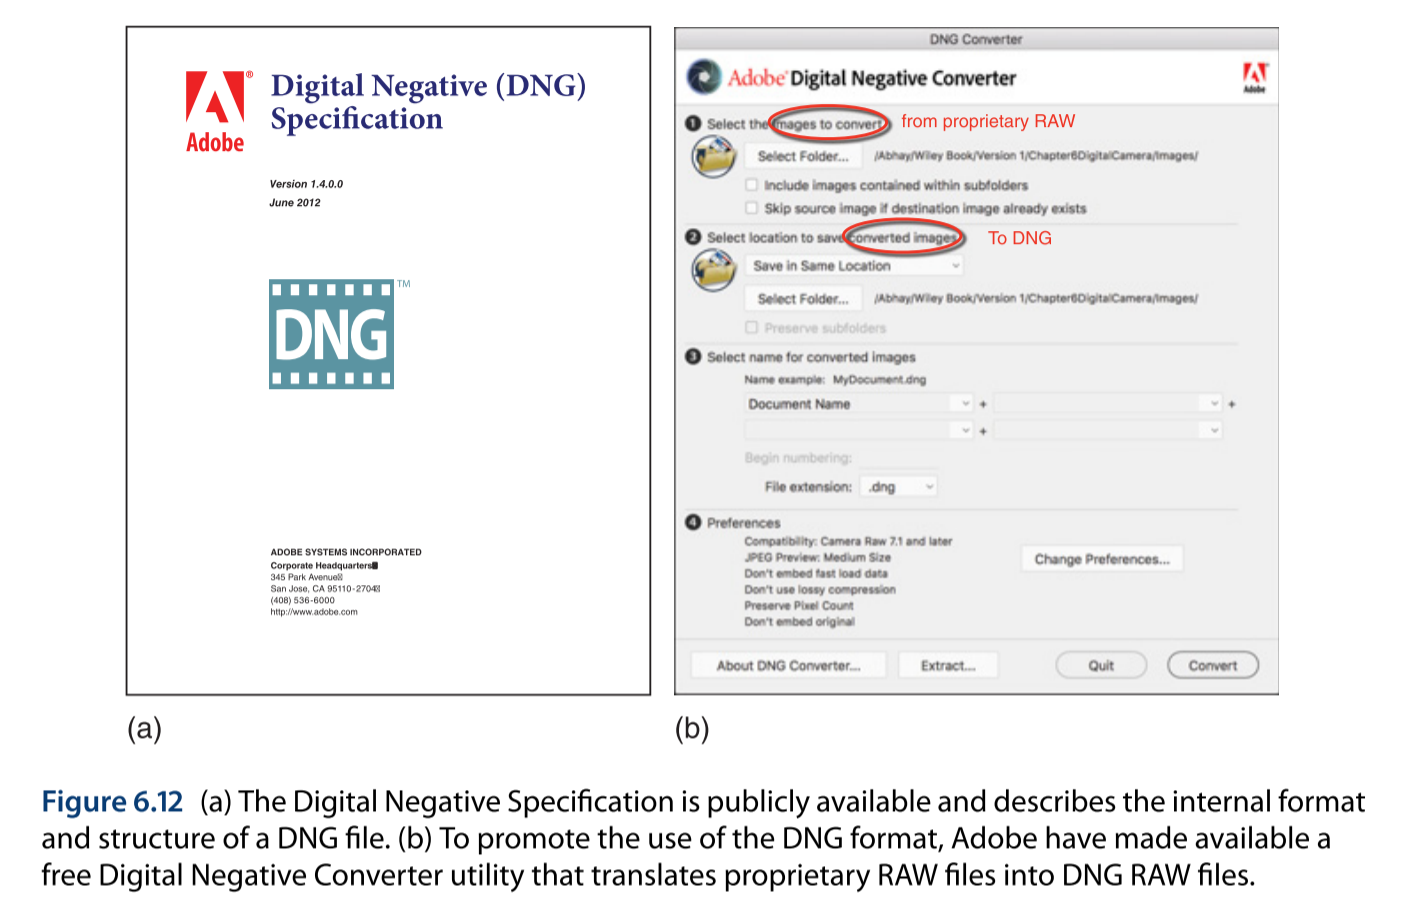 Adobe
Digital Negative (DNG)
Specification
Version 1.4.0.0
June 2012
DNG™
ADOBE SYSTEMS INCORPORATED
Corporate Headquarters
345 Park Avenue
San Jose, CA 95110-2704
(408) 536-6000
http://www.adobe.com
(a)
DNG Converter
Adobe® Digital Negative Converter
Adobe
1 Select the images to convert from proprietary RAW
Select Folder... /Abhay/Wiley Book/Version 1/Chapter6DigitalCamera/Images/
Include images contained within subfolders
Skip source image if destination image already exists
2 Select location to save converted images To DNG
Save in Same Location
Select Folder... /Abhay/Wiley Book/Version 1/Chapter6DigitalCamera/Images/
Preserve subfolders
3 Select name for converted images
Name example: MyDocument.dng
Document Name + +
+
Begin numbering:
File extension: .dng
4 Preferences
Compatibility: Camera Raw 7.1 and later
JPEG Preview: Medium Size
Don't embed fast load data
Don't use lossy compression
Preserve Pixel Count
Don't embed original
Change Preferences...
About DNG Converter... Extract... Quit Convert
(b)
Figure 6.12 (a) The Digital Negative Specification is publicly available and describes the internal format
and structure of a DNG file. (b) To promote the use of the DNG format, Adobe have made available a
free Digital Negative Converter utility that translates proprietary RAW files into DNG RAW files.